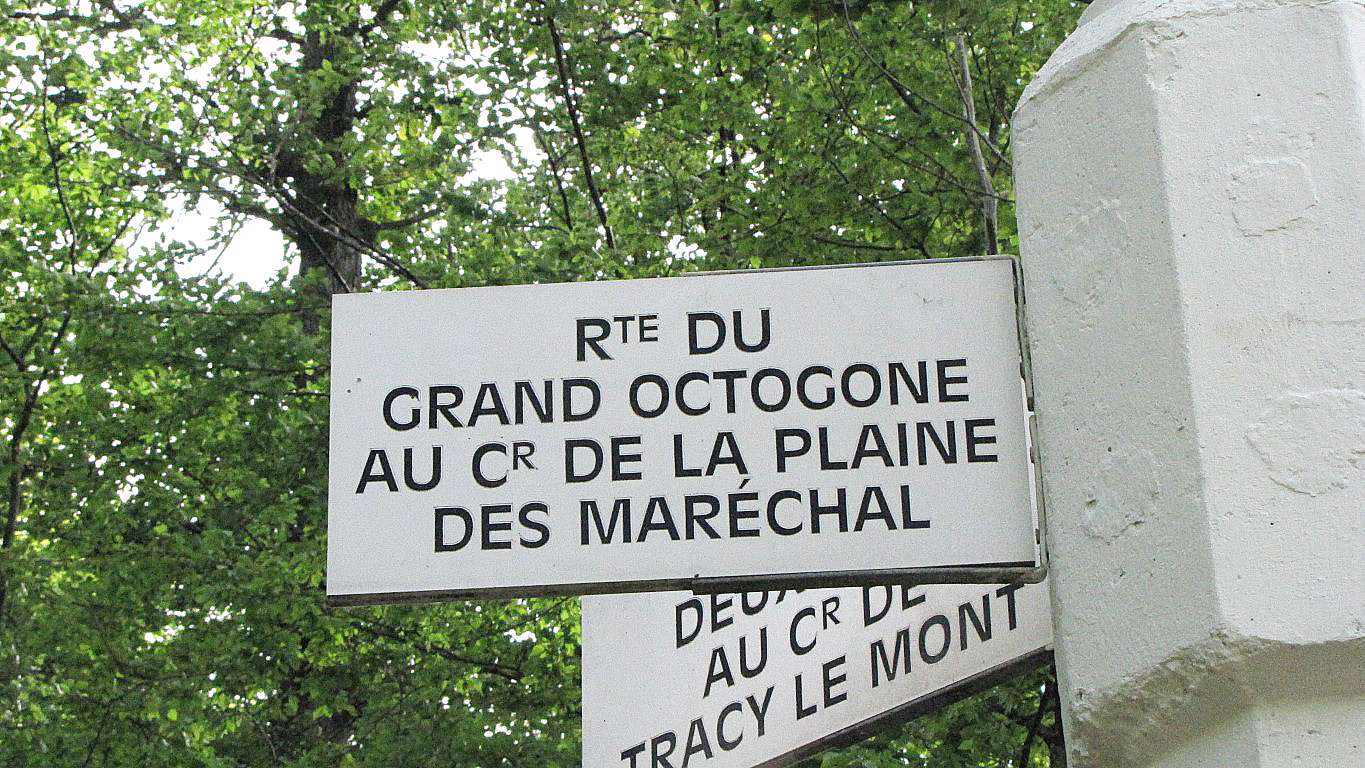 RTE DU
GRAND OCTOGONE
AU CR DE LA PLAINE
DES MARÉCHAL
AU CR DE
TRACY LE MONT